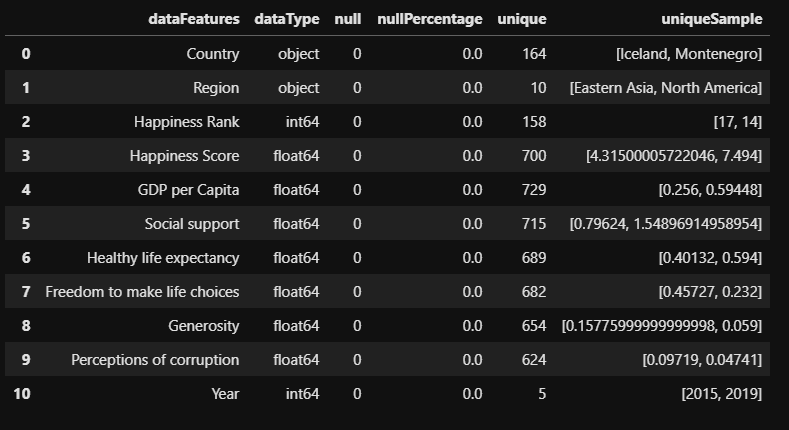 dataFeatures dataType null nullPercentage unique uniqueSample
0 Country object 0 0.0 164 [Iceland, Montenegro]
1 Region object 0 0.0 10 [Eastern Asia, North America]
2 Happiness Rank int64 0 0.0 158 [17, 14]
3 Happiness Score float64 0 0.0 700 [4.31500005722046, 7.494]
4 GDP per Capita float64 0 0.0 729 [0.256, 0.59448]
5 Social support float64 0 0.0 715 [0.79624, 1.54896914958954]
6 Healthy life expectancy float64 0 0.0 689 [0.40132, 0.594]
7 Freedom to make life choices float64 0 0.0 682 [0.45727, 0.232]
8 Generosity float64 0 0.0 654 [0.15775999999999998, 0.059]
9 Perceptions of corruption float64 0 0.0 624 [0.09719, 0.04741]
10 Year int64 0 0.0 5 [2015, 2019]